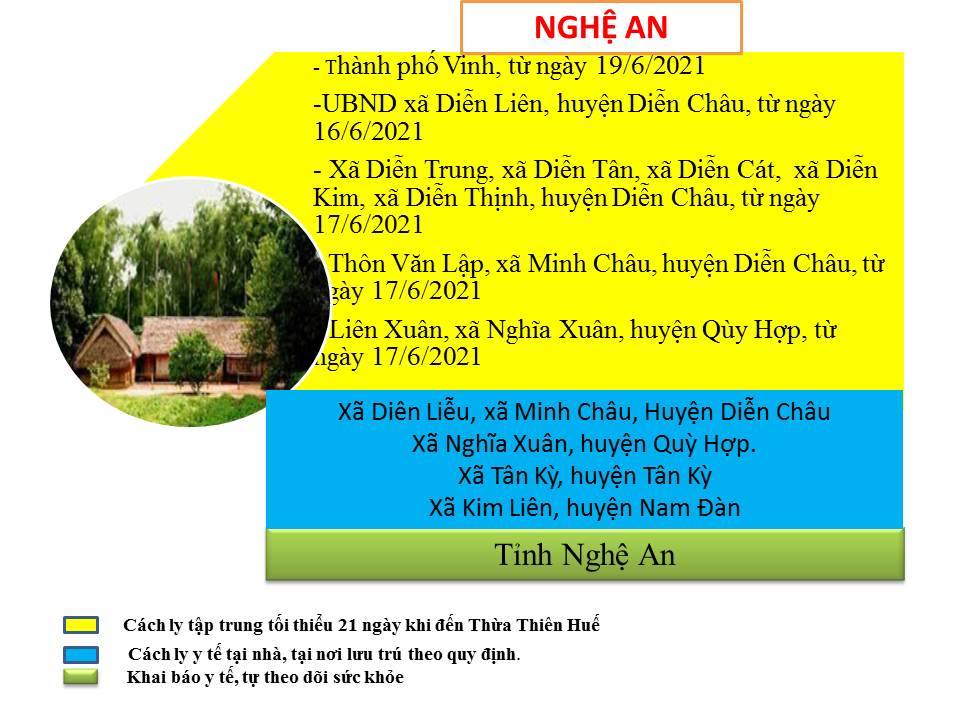 NGHỆ AN
- Thành phố Vinh, từ ngày 19/6/2021
-UBND xã Diễn Liên, huyện Diễn Châu, từ ngày
16/6/2021
- Xã Diễn Trung, xã Diễn Tân, xã Diễn Cát, xã Diễn
Kim, xã Diễn Thịnh, huyện Diễn Châu, từ ngày
17/6/2021
Thôn Văn Lập, xã Minh Châu, huyện Diễn Châu, từ
gày 17/6/2021
Liên Xuân, xã Nghĩa Xuân, huyện Qùy Hợp, từ
ngày 17/6/2021
Xã Diên Liễu, xã Minh Châu, Huyện Diễn Châu
Xã Nghĩa Xuân, huyện Quỳ Hợp.
Xã Tân Kỳ, huyện Tân Kỳ
Xã Kim Liên, huyện Nam Đàn
Tỉnh Nghệ An
Cách ly tập trung tối thiểu 21 ngày khi đến Thừa Thiên Huế
Cách ly y tế tại nhà, tại nơi lưu trú theo quy định.
Khai báo y tế, tự theo dõi sức khỏe